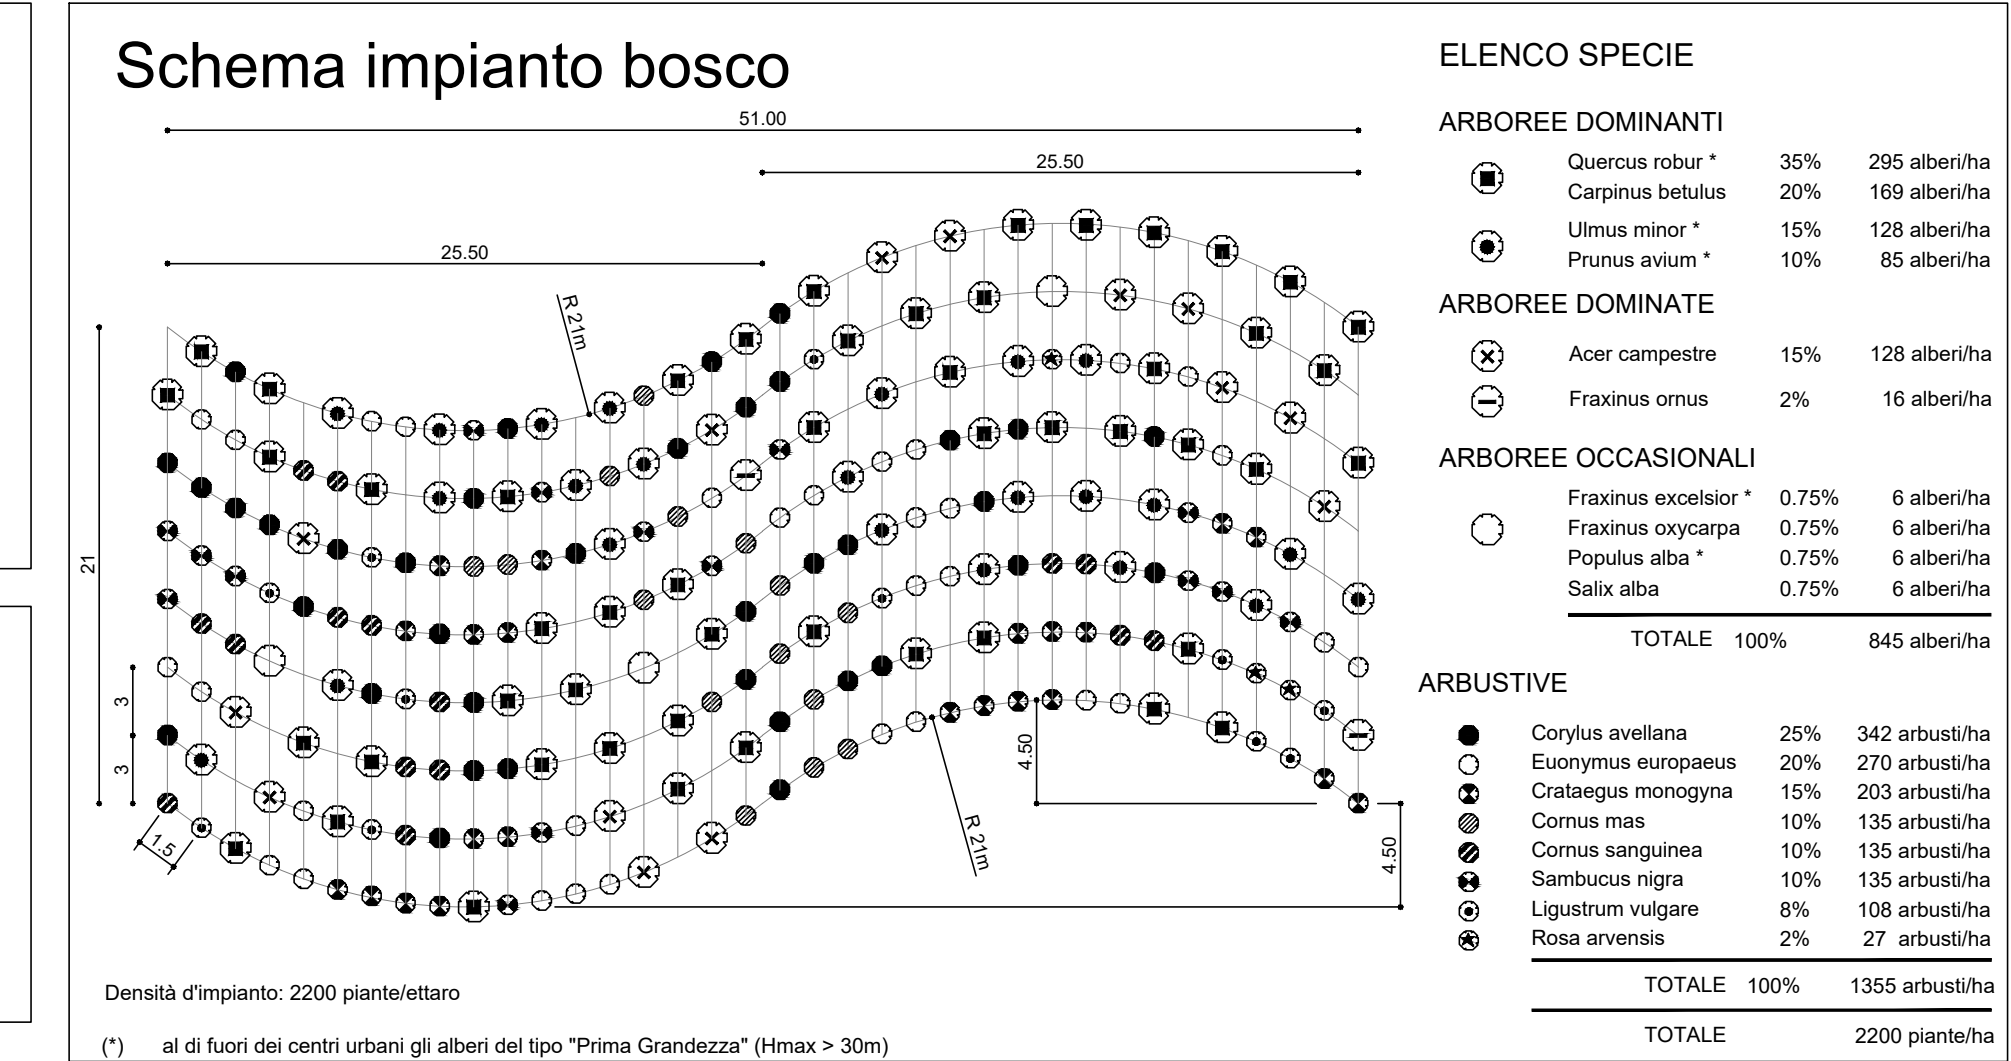 Schema impianto bosco
51.00
25.50
25.50
R 21m
21
3
3
1.5
4.50
R 21m
4.50
Densità d'impianto: 2200 piante/ettaro
(*) al di fuori dei centri urbani gli alberi del tipo "Prima Grandezza" (Hmax > 30m)
ELENCO SPECIE
ARBOREE DOMINANTI
Quercus robur * 35% 295 alberi/ha
Carpinus betulus 20% 169 alberi/ha
Ulmus minor * 15% 128 alberi/ha
Prunus avium * 10% 85 alberi/ha
ARBOREE DOMINATE
Acer campestre 15% 128 alberi/ha
Fraxinus ornus 2% 16 alberi/ha
ARBOREE OCCASIONALI
Fraxinus excelsior * 0.75% 6 alberi/ha
Fraxinus oxycarpa 0.75% 6 alberi/ha
Populus alba * 0.75% 6 alberi/ha
Salix alba 0.75% 6 alberi/ha
TOTALE 100% 845 alberi/ha
ARBUSTIVE
Corylus avellana 25% 342 arbusti/ha
Euonymus europaeus 20% 270 arbusti/ha
Crataegus monogyna 15% 203 arbusti/ha
Cornus mas 10% 135 arbusti/ha
Cornus sanguinea 10% 135 arbusti/ha
Sambucus nigra 10% 135 arbusti/ha
Ligustrum vulgare 8% 108 arbusti/ha
Rosa arvensis 2% 27 arbusti/ha
TOTALE 100% 1355 arbusti/ha
TOTALE 2200 piante/ha